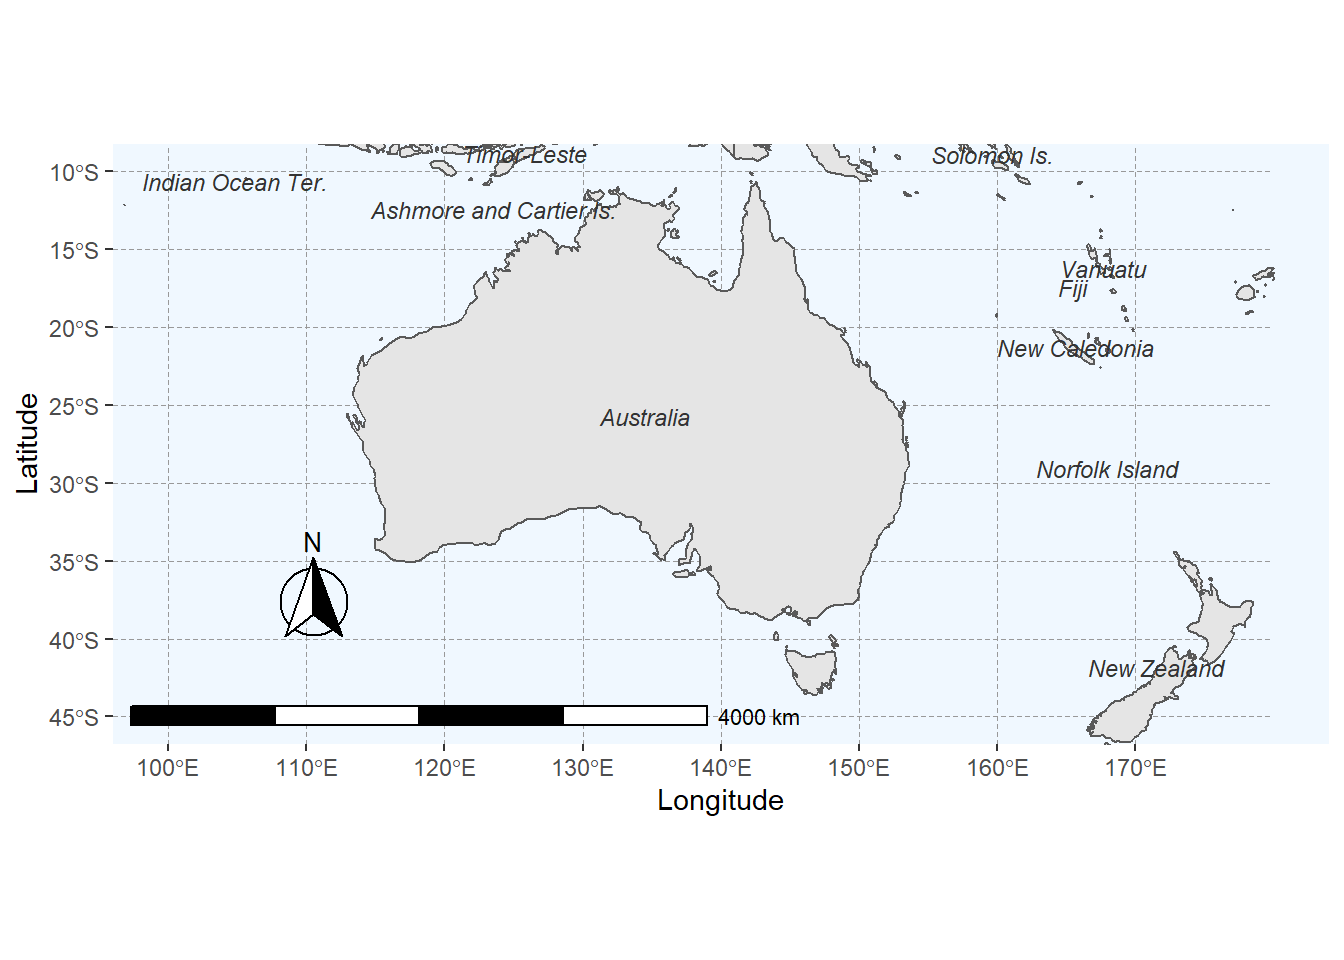 Timor-Leste
Solomon Is.
10°S
Indian Ocean Ter.
Ashmore and Cartier Is.
15°S
Vanuatu
Fiji
20°S
New Caledonia
25°S
Australia
Latitude
Norfolk Island
30°S
N
35°S
40°S
New Zealand
45°S
4000 km
100°E
110°E
120°E
130°E
140°E
150°E
160°E
170°E
Longitude